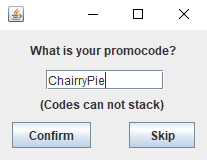 What is your promocode?
ChairryPie
(Codes can not stack)
Confirm Skip